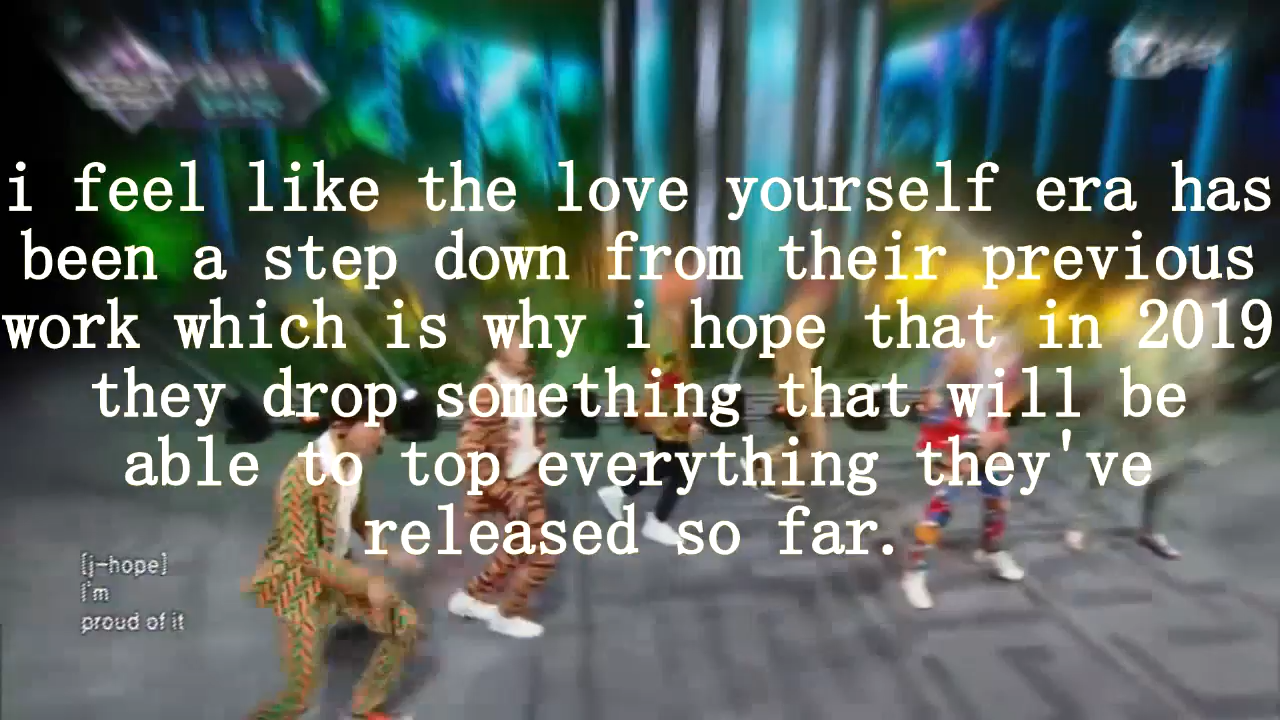 i feel like the love yourself era has
been a step down from their previous
work which is why i hope that in 2019
they drop something that will be
able to top everything they've
released so far.
[j-hope]
I'm
proud of it